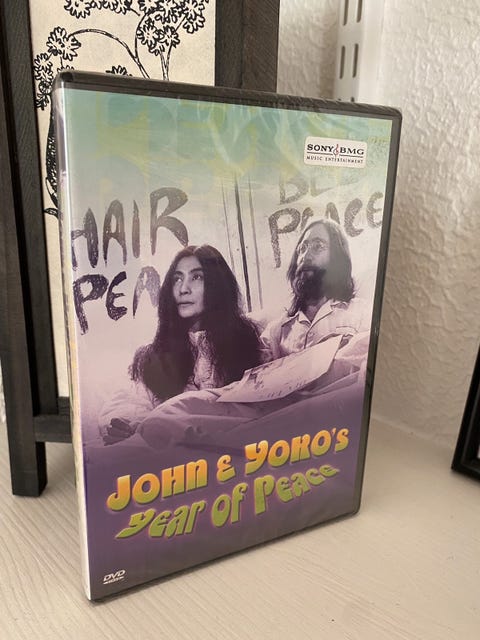 SONY BMG
MUSIC ENTERTAINMENT
HAIR
PEA
BED
PEACE
JOHN & YOKO'S
YEAR OF PEACE
DVD